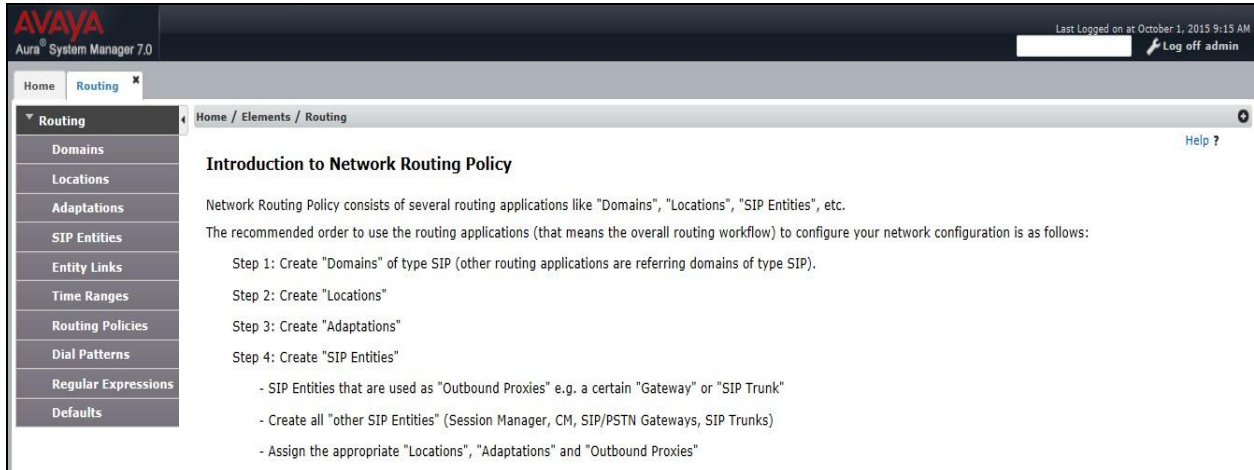 AVAYA
Aura® System Manager 7.0
Last Logged on at October 1, 2015 9:15 AM
Log off admin
Home
Routing x
Routing
Domains
Locations
Adaptations
SIP Entities
Entity Links
Time Ranges
Routing Policies
Dial Patterns
Regular Expressions
Defaults
Home / Elements / Routing
Help ?
Introduction to Network Routing Policy
Network Routing Policy consists of several routing applications like "Domains", "Locations", "SIP Entities", etc.
The recommended order to use the routing applications (that means the overall routing workflow) to configure your network configuration is as follows:
Step 1: Create "Domains" of type SIP (other routing applications are referring domains of type SIP).
Step 2: Create "Locations"
Step 3: Create "Adaptations"
Step 4: Create "SIP Entities"
- SIP Entities that are used as "Outbound Proxies" e.g. a certain "Gateway" or "SIP Trunk"
- Create all "other SIP Entities" (Session Manager, CM, SIP/PSTN Gateways, SIP Trunks)
- Assign the appropriate "Locations", "Adaptations" and "Outbound Proxies"